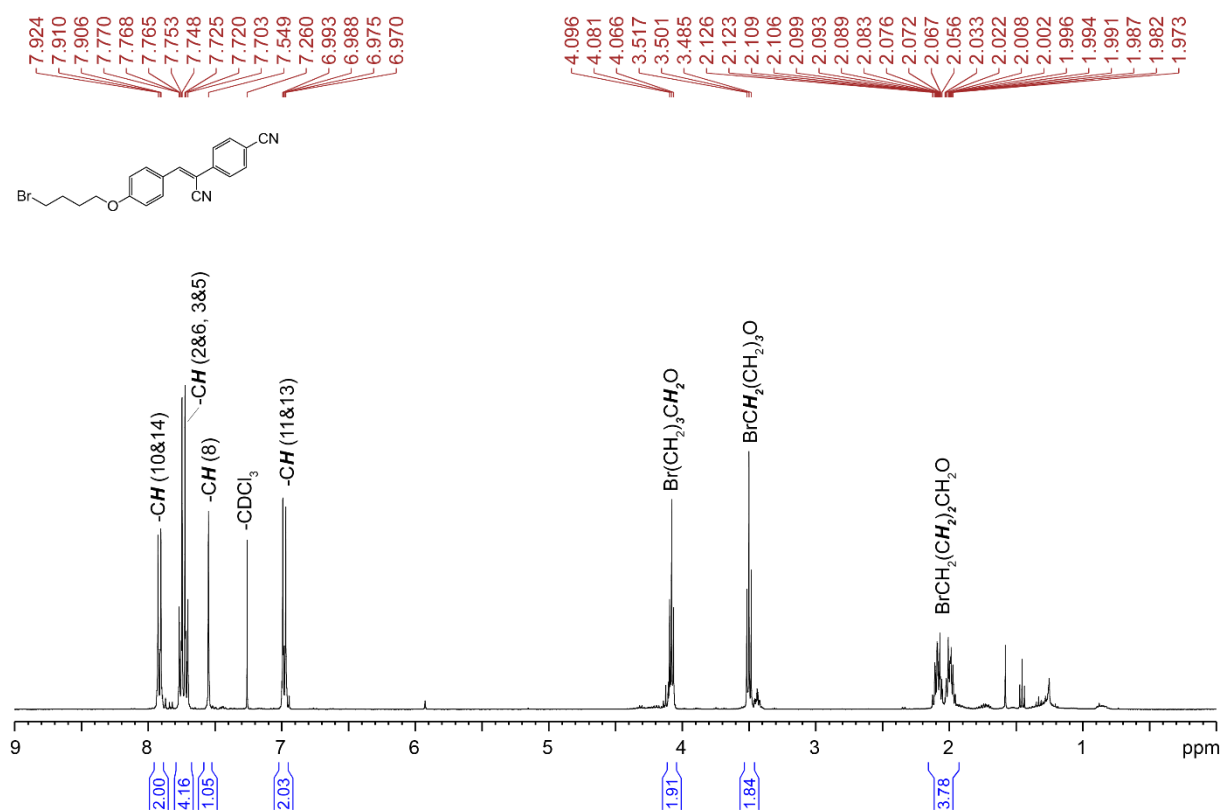 7.924 7.910 7.906 7.770 7.768 7.765 7.753 7.748 7.725 7.720 7.703 7.549 7.260 6.993 6.988 6.975 6.970
4.096 4.081 4.066 3.517 3.501 3.485 2.126 2.123 2.109 2.106 2.099 2.093 2.089 2.083 2.076 2.072 2.067 2.056 2.033 2.022 2.008 2.002 1.996 1.994 1.991 1.987 1.982 1.973
CN
Br
CN
O
-CH (10&14)
-CH (2&6, 3&5)
-CH (8)
-CDCl₃
-CH (11&13)
Br(CH₂)₃CH₂O
BrCH₂(CH₂)₃O
BrCH₂(CH₂)₂CH₂O
9 8 7 6 5 4 3 2 1 ppm
2.00 4.16 1.05 2.03 1.91 1.84 3.78